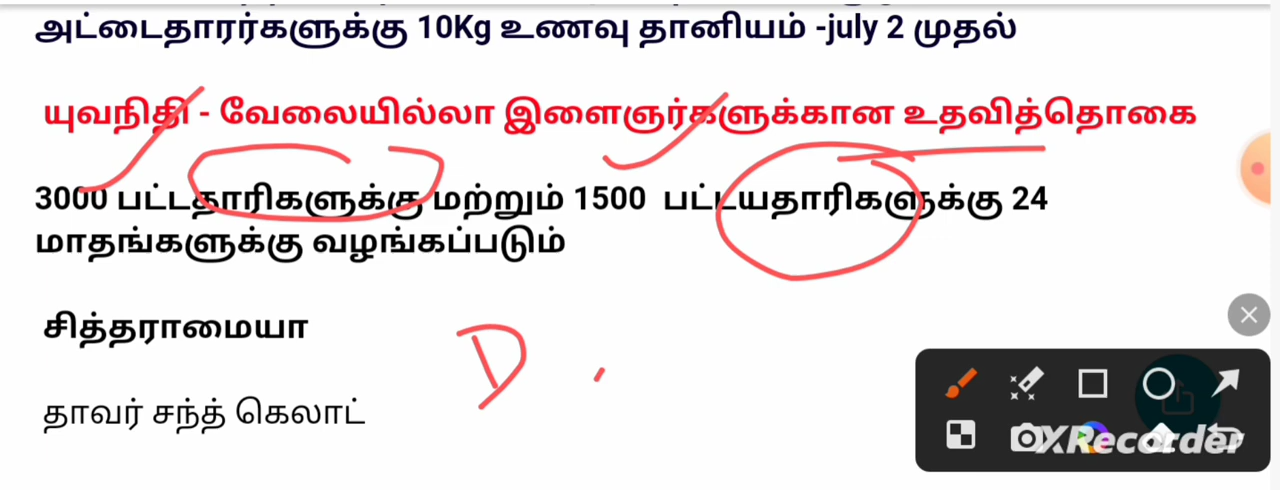 அட்டைதாரர்களுக்கு 10Kg உணவு தானியம் -july 2 முதல்
யுவநிதி - வேலையில்லா இளைஞர்களுக்கான உதவித்தொகை
3000 பட்டதாரிகளுக்கு மற்றும் 1500 பட்டயதாரிகளுக்கு 24
மாதங்களுக்கு வழங்கப்படும்
சித்தராமையா
D
தாவர் சந்த் கெலாட்
XRecorder